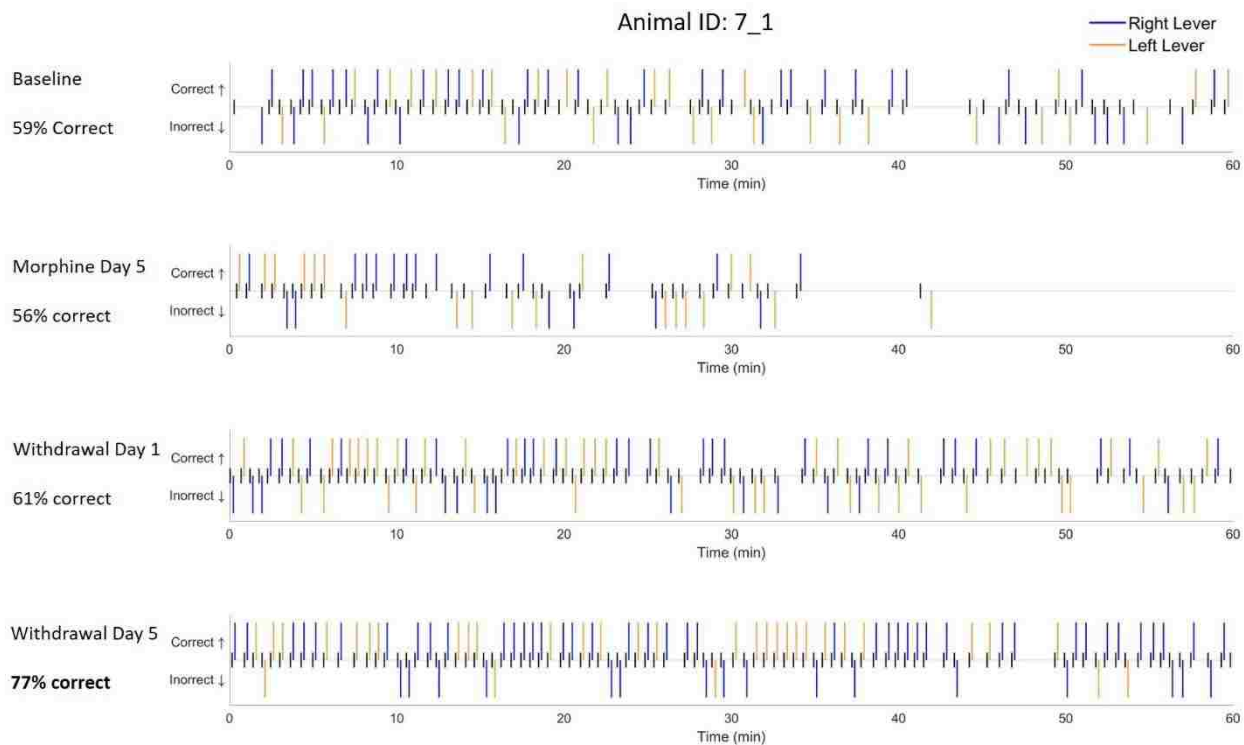 Animal ID: 7_1
Right Lever
Left Lever
Baseline
59% Correct
Correct ↑
Inorrect ↓
0 10 20 30 40 50 60
Time (min)
Morphine Day 5
56% correct
Correct ↑
Inorrect ↓
0 10 20 30 40 50 60
Time (min)
Withdrawal Day 1
61% correct
Correct ↑
Inorrect ↓
0 10 20 30 40 50 60
Time (min)
Withdrawal Day 5
77% correct
Correct ↑
Inorrect ↓
0 10 20 30 40 50 60
Time (min)